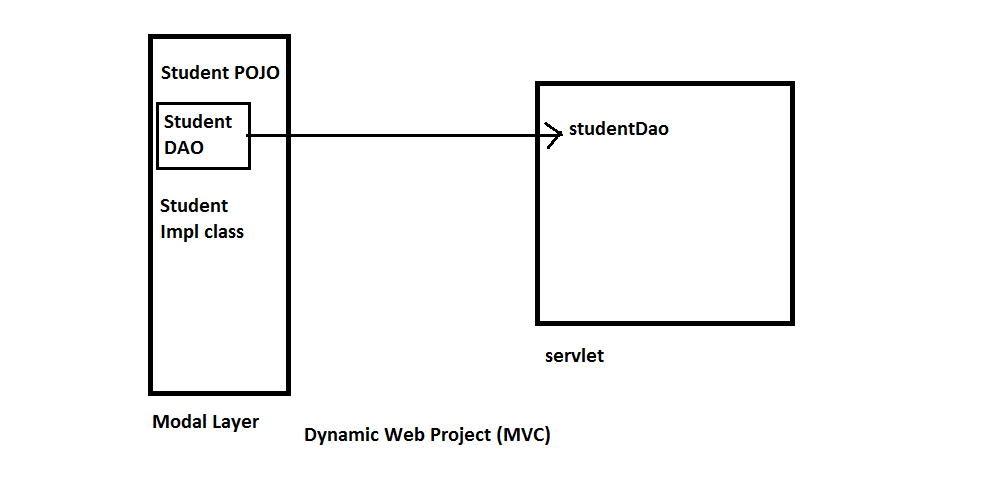 Student POJO
Student
DAO
Student
Impl class
Modal Layer
studentDao
servlet
Dynamic Web Project (MVC)